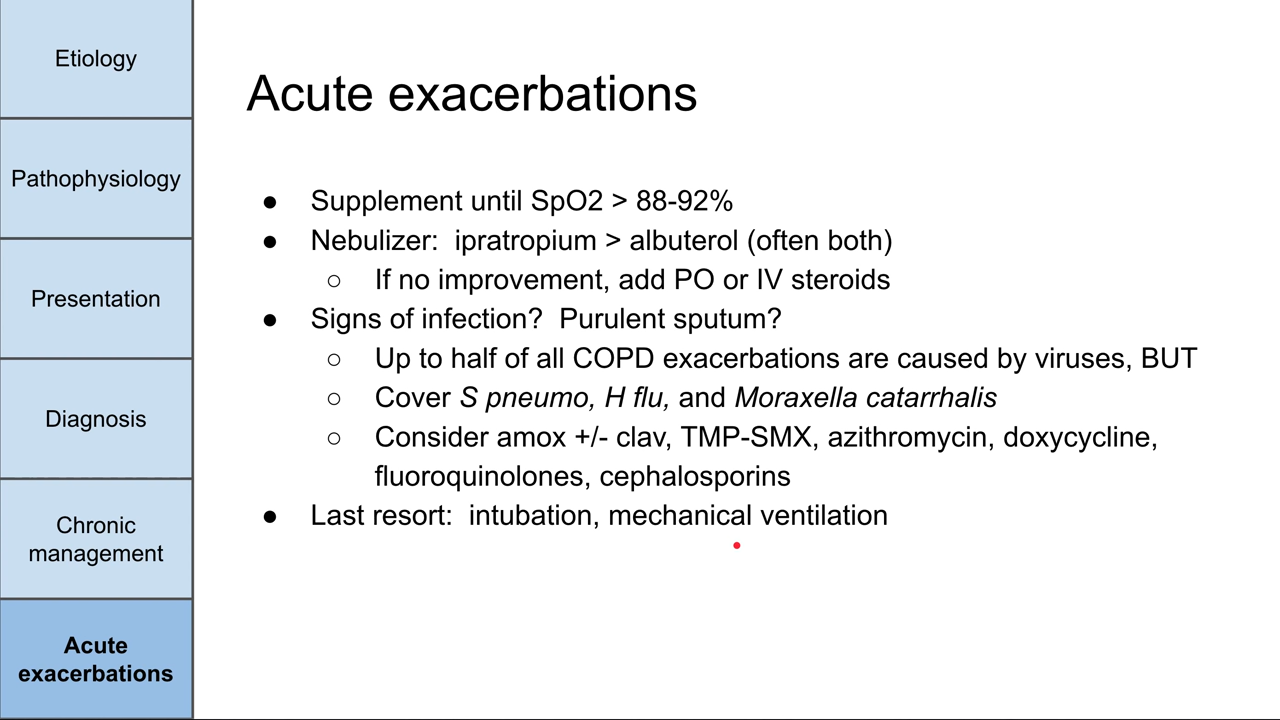 Etiology
Pathophysiology
Presentation
Diagnosis
Chronic
management
Acute
exacerbations
Acute exacerbations
● Supplement until SpO2 > 88-92%
● Nebulizer:  ipratropium > albuterol (often both)
○ If no improvement, add PO or IV steroids
● Signs of infection?  Purulent sputum?
○ Up to half of all COPD exacerbations are caused by viruses, BUT
○ Cover S pneumo, H flu, and Moraxella catarrhalis
○ Consider amox +/- clav, TMP-SMX, azithromycin, doxycycline,
fluoroquinolones, cephalosporins
● Last resort:  intubation, mechanical ventilation